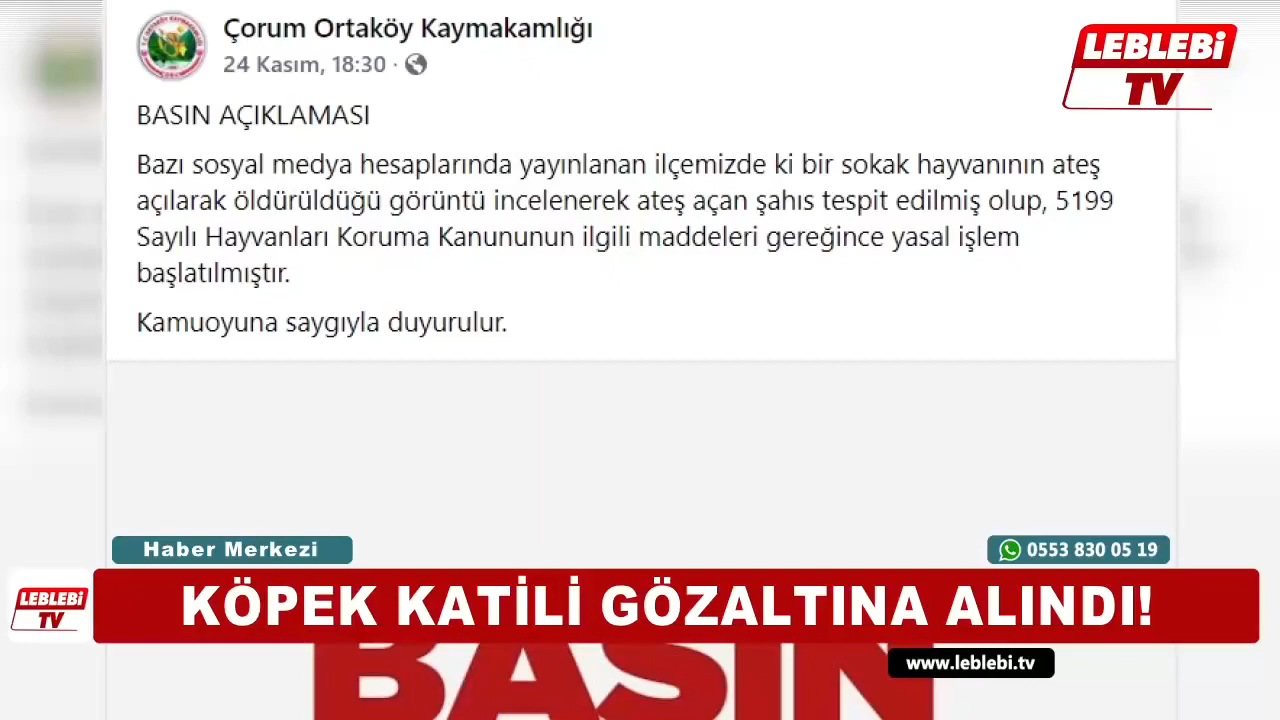 Çorum Ortaköy Kaymakamlığı
24 Kasım, 18:30 ·
LEBLEBi
TV
BASIN AÇIKLAMASI
Bazı sosyal medya hesaplarında yayınlanan ilçemizde ki bir sokak hayvanının ateş
açılarak öldürüldüğü görüntü incelenerek ateş açan şahıs tespit edilmiş olup, 5199
Sayılı Hayvanları Koruma Kanununun ilgili maddeleri gereğince yasal işlem
başlatılmıştır.
Kamuoyuna saygıyla duyurulur.
Haber Merkezi
0553 830 05 19
LEBLEBi
TV
KÖPEK KATİLİ GÖZALTINA ALINDI!
BASIN
www.leblebi.tv